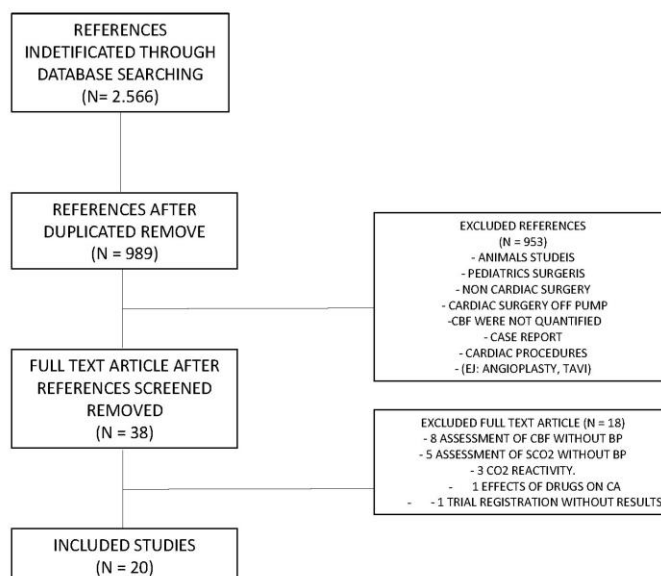 REFERENCES
INDETIFICATED THROUGH
DATABASE SEARCHING
(N= 2.566)
REFERENCES AFTER
DUPLICATED REMOVE
(N = 989)
EXCLUDED REFERENCES
(N = 953)
- ANIMALS STUDEIS
- PEDIATRICS SURGERIS
- NON CARDIAC SURGERY
- CARDIAC SURGERY OFF PUMP
-CBF WERE NOT QUANTIFIED
- CASE REPORT
- CARDIAC PROCEDURES
- (EJ: ANGIOPLASTY, TAVI)
FULL TEXT ARTICLE AFTER
REFERENCES SCREENED
REMOVED
(N = 38)
EXCLUDED FULL TEXT ARTICLE (N = 18)
- 8 ASSESSMENT OF CBF WITHOUT BP
- 5 ASSESSMENT OF SCO2 WITHOUT BP
- 3 CO2 REACTIVITY.
- 1 EFFECTS OF DRUGS ON CA
- - 1 TRIAL REGISTRATION WITHOUT RESULTS
INCLUDED STUDIES
(N = 20)